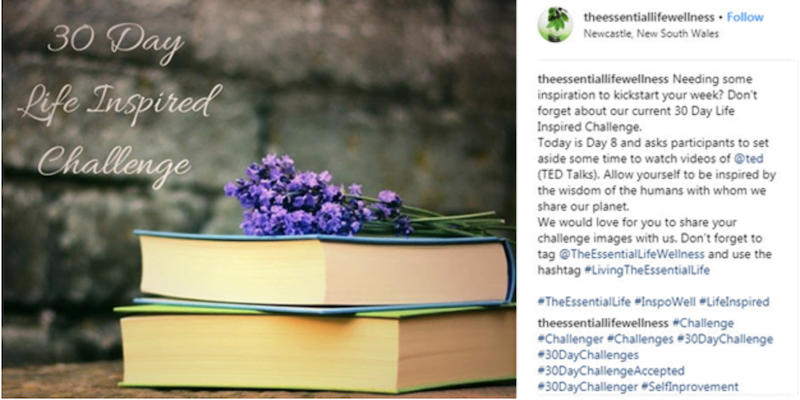 30 Day
Life Inspired
Challenge
theessentiallifewellness • Follow
Newcastle, New South Wales
theessentiallifewellness Needing some
inspiration to kickstart your week? Don't
forget about our current 30 Day Life
Inspired Challenge.
Today is Day 8 and asks participants to set
aside some time to watch videos of @ted
(TED Talks). Allow yourself to be inspired by
the wisdom of the humans with whom we
share our planet.
We would love for you to share your
challenge images with us. Don't forget to
tag @TheEssentialLifeWellness and use the
hashtag #LivingTheEssentialLife
#TheEssentialLife #InspoWell #LifeInspired
theessentiallifewellness #Challenge
#Challenger #Challenges #30DayChallenge
#30DayChallenges
#30DayChallengeAccepted
#30DayChallenger #SelfInprovement